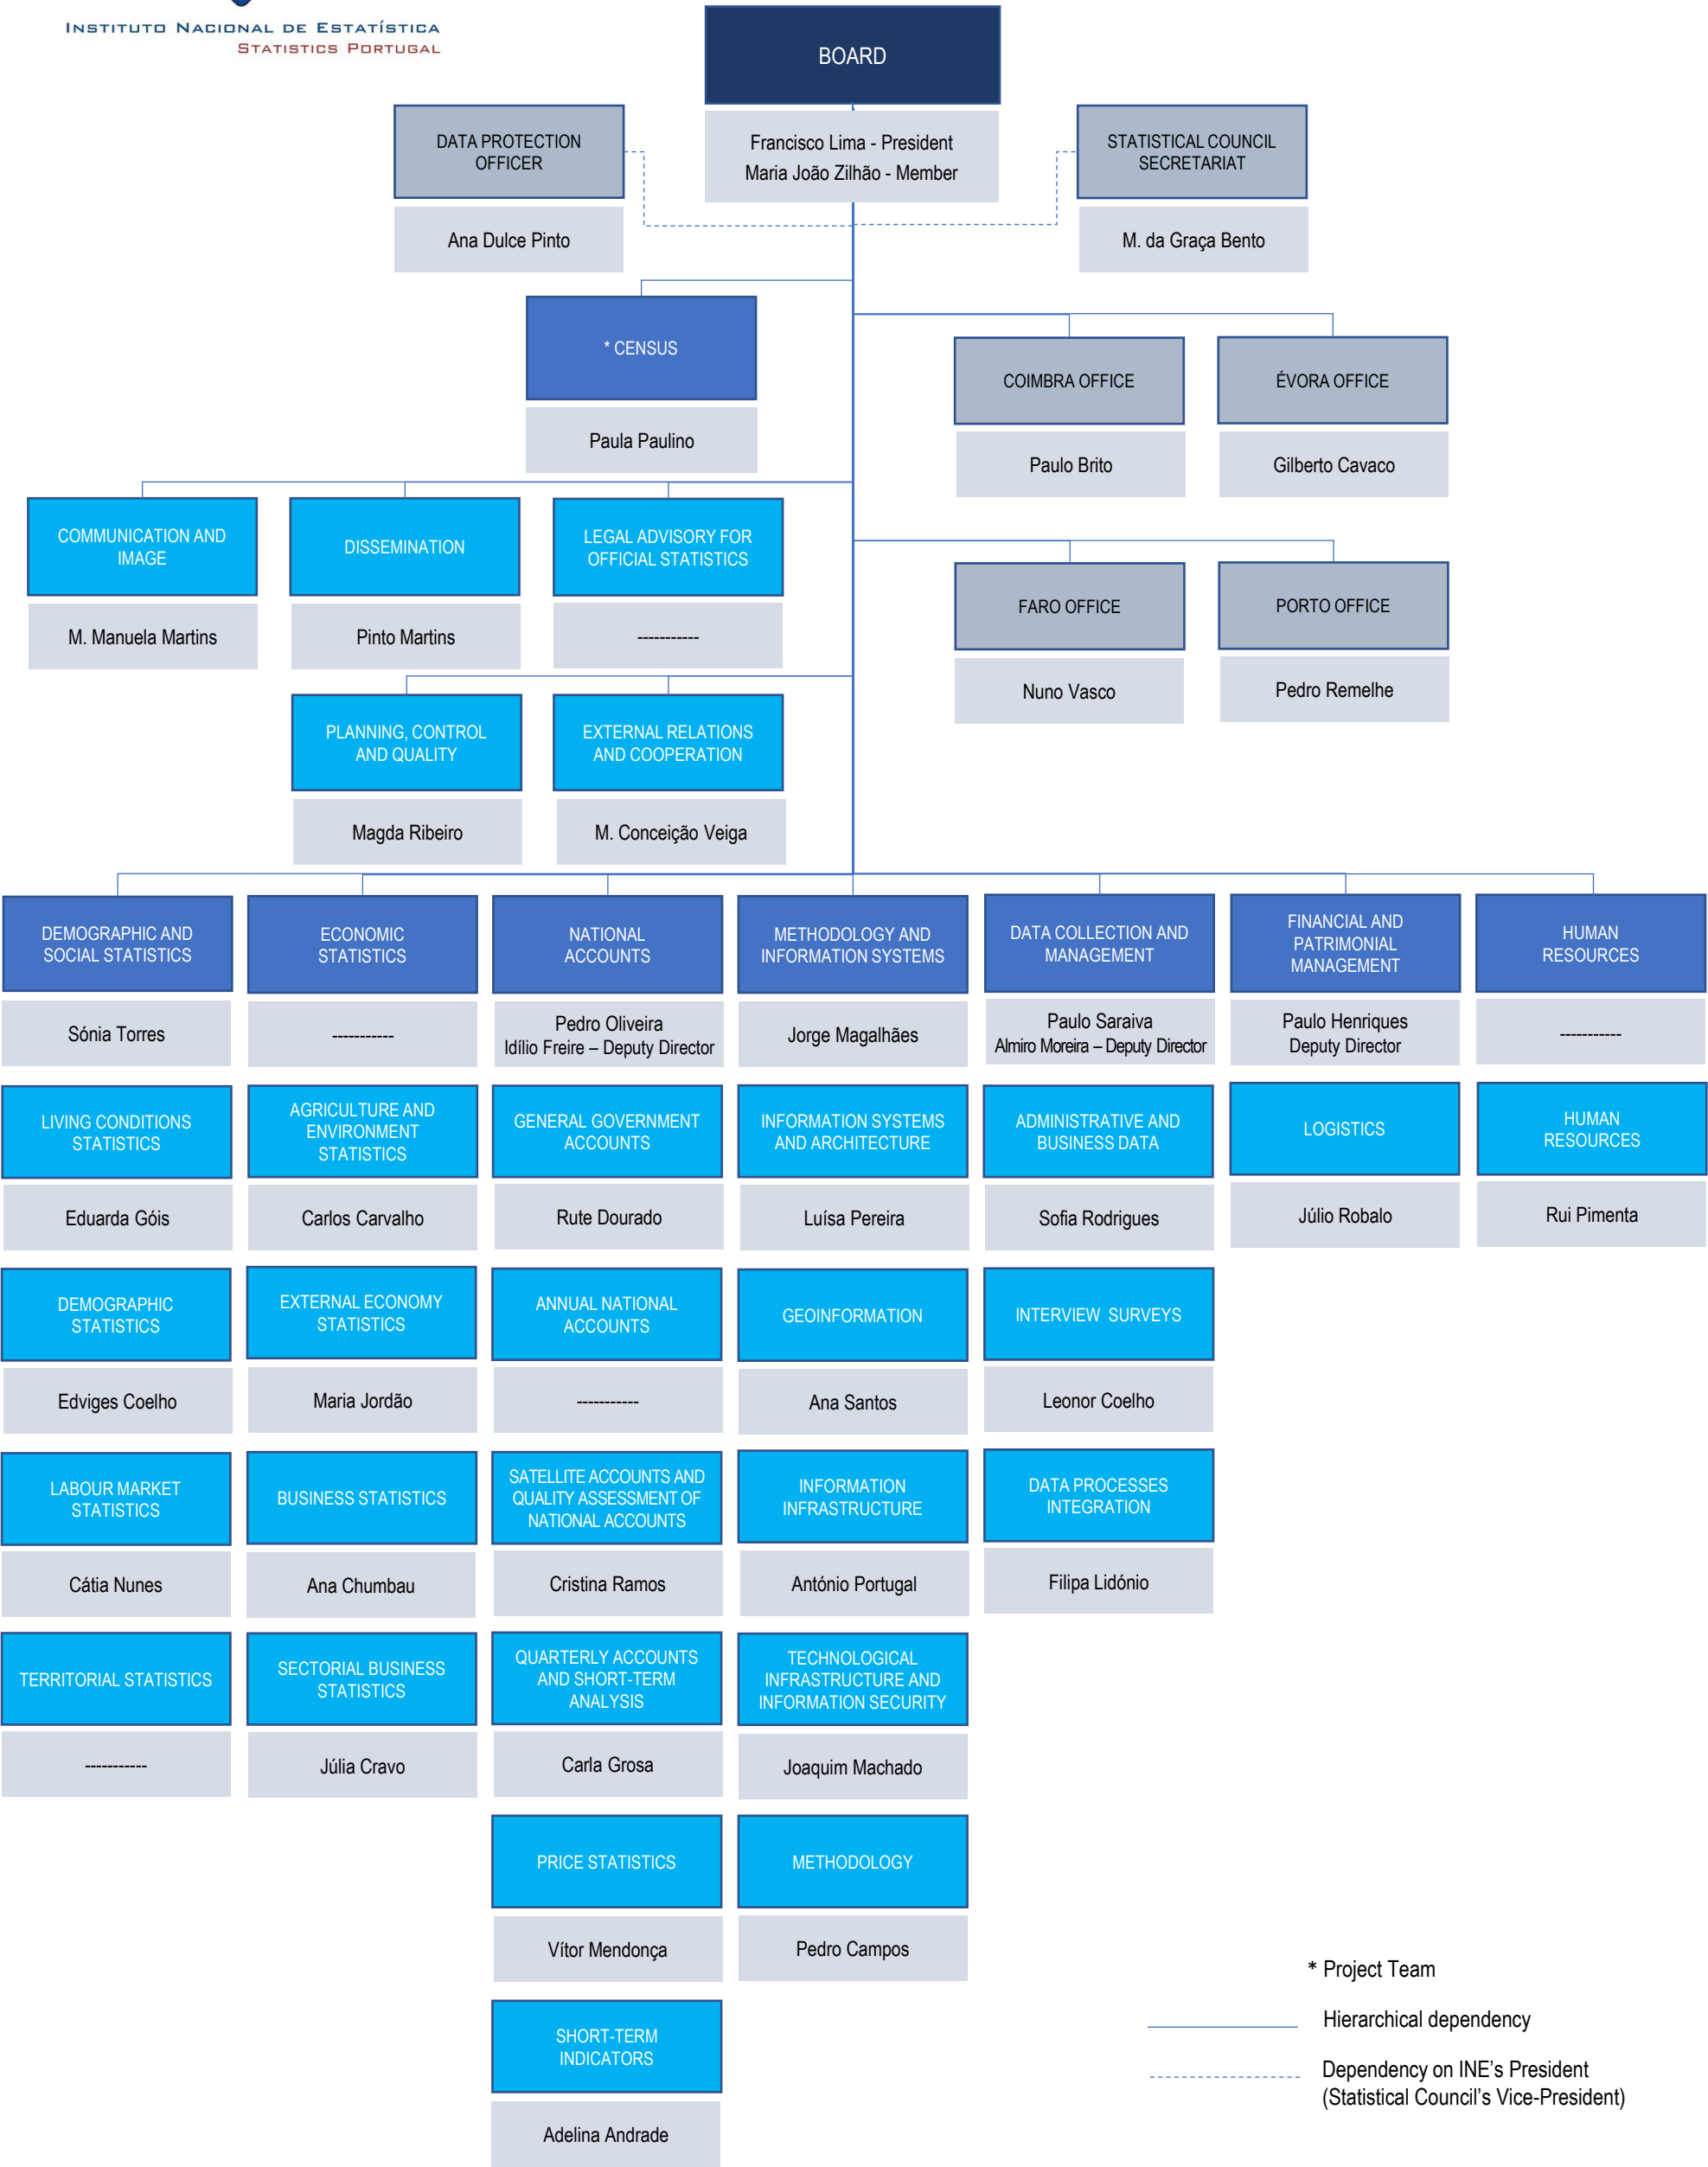 INSTITUTO NACIONAL DE ESTATÍSTICA
STATISTICS PORTUGAL
BOARD
Francisco Lima - President
Maria João Zilhão - Member
DATA PROTECTION
OFFICER
Ana Dulce Pinto
STATISTICAL COUNCIL
SECRETARIAT
M. da Graça Bento
* CENSUS
Paula Paulino
COIMBRA OFFICE
Paulo Brito
ÉVORA OFFICE
Gilberto Cavaco
COMMUNICATION AND
IMAGE
M. Manuela Martins
DISSEMINATION
Pinto Martins
LEGAL ADVISORY FOR
OFFICIAL STATISTICS
-----------
FARO OFFICE
Nuno Vasco
PORTO OFFICE
Pedro Remelhe
PLANNING, CONTROL
AND QUALITY
Magda Ribeiro
EXTERNAL RELATIONS
AND COOPERATION
M. Conceição Veiga
DEMOGRAPHIC AND
SOCIAL STATISTICS
Sónia Torres
LIVING CONDITIONS
STATISTICS
Eduarda Góis
DEMOGRAPHIC
STATISTICS
Edviges Coelho
LABOUR MARKET
STATISTICS
Cátia Nunes
TERRITORIAL STATISTICS
-----------
ECONOMIC
STATISTICS
-----------
AGRICULTURE AND
ENVIRONMENT
STATISTICS
Carlos Carvalho
EXTERNAL ECONOMY
STATISTICS
Maria Jordão
BUSINESS STATISTICS
Ana Chumbau
SECTORIAL BUSINESS
STATISTICS
Júlia Cravo
NATIONAL
ACCOUNTS
Pedro Oliveira
Idílio Freire – Deputy Director
GENERAL GOVERNMENT
ACCOUNTS
Rute Dourado
ANNUAL NATIONAL
ACCOUNTS
-----------
SATELLITE ACCOUNTS AND
QUALITY ASSESSMENT OF
NATIONAL ACCOUNTS
Cristina Ramos
QUARTERLY ACCOUNTS
AND SHORT-TERM
ANALYSIS
Carla Grosa
PRICE STATISTICS
Vítor Mendonça
SHORT-TERM
INDICATORS
Adelina Andrade
METHODOLOGY AND
INFORMATION SYSTEMS
Jorge Magalhães
INFORMATION SYSTEMS
AND ARCHITECTURE
Luísa Pereira
GEOINFORMATION
Ana Santos
INFORMATION
INFRASTRUCTURE
António Portugal
TECHNOLOGICAL
INFRASTRUCTURE AND
INFORMATION SECURITY
Joaquim Machado
METHODOLOGY
Pedro Campos
DATA COLLECTION AND
MANAGEMENT
Paulo Saraiva
Almiro Moreira – Deputy Director
ADMINISTRATIVE AND
BUSINESS DATA
Sofia Rodrigues
INTERVIEW SURVEYS
Leonor Coelho
DATA PROCESSES
INTEGRATION
Filipa Lidónio
FINANCIAL AND
PATRIMONIAL
MANAGEMENT
Paulo Henriques
Deputy Director
LOGISTICS
Júlio Robalo
HUMAN
RESOURCES
-----------
HUMAN
RESOURCES
Rui Pimenta
* Project Team
Hierarchical dependency
Dependency on INE's President
(Statistical Council's Vice-President)